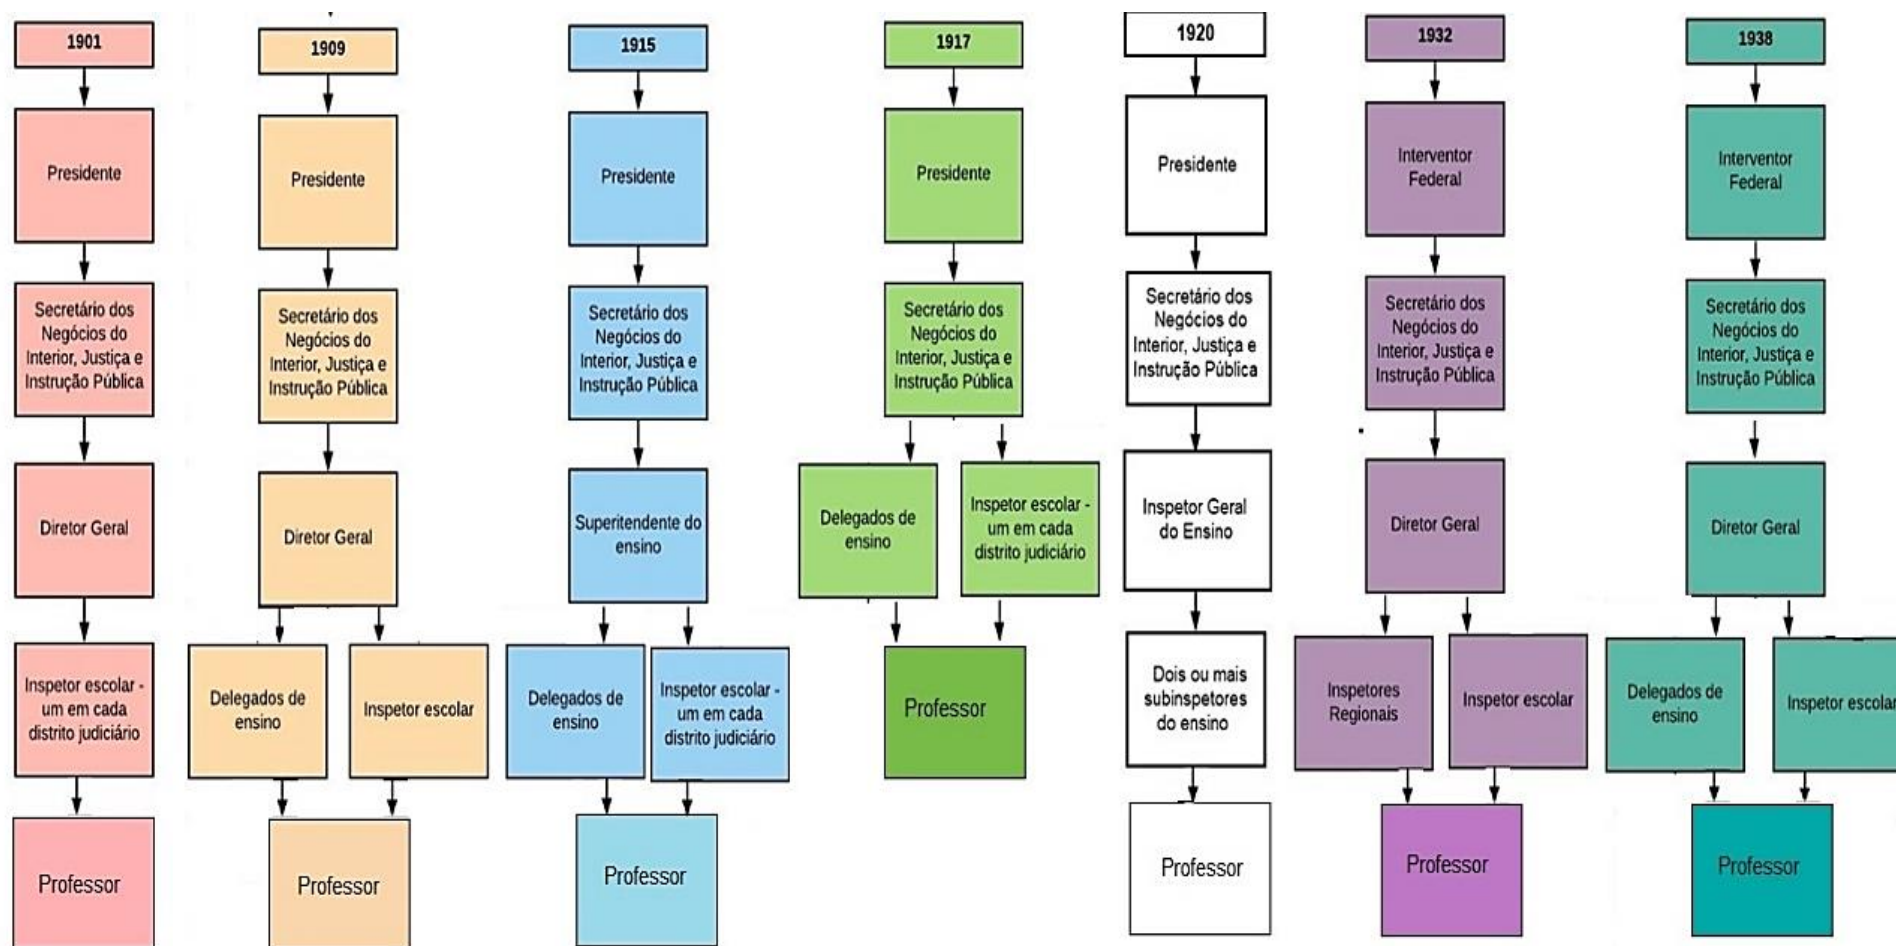 1901
Presidente
Secretário dos
Negócios do
Interior, Justiça e
Instrução Pública
Diretor Geral
Inspetor escolar -
um em cada
distrito judiciário
Professor
1909
Presidente
Secretário dos
Negócios do
Interior, Justiça e
Instrução Pública
Diretor Geral
Delegados de
ensino
Inspetor escolar
Professor
1915
Presidente
Secretário dos
Negócios do
Interior, Justiça e
Instrução Pública
Superitendente do
ensino
Delegados de
ensino
Inspetor escolar -
um em cada
distrito judiciário
Professor
1917
Presidente
Secretário dos
Negócios do
Interior, Justiça e
Instrução Pública
Delegados de
ensino
Inspetor escolar -
um em cada
distrito judiciário
Professor
1920
Presidente
Secretário dos
Negócios do
Interior, Justiça e
Instrução Pública
Inspetor Geral
do Ensino
Dois ou mais
subinspetores
do ensino
Professor
1932
Interventor
Federal
Secretário dos
Negócios do
Interior, Justiça e
Instrução Pública
Diretor Geral
Inspetores
Regionais
Inspetor escolar
Professor
1938
Interventor
Federal
Secretário dos
Negócios do
Interior, Justiça e
Instrução Pública
Diretor Geral
Delegados de
ensino
Inspetor escolar
Professor